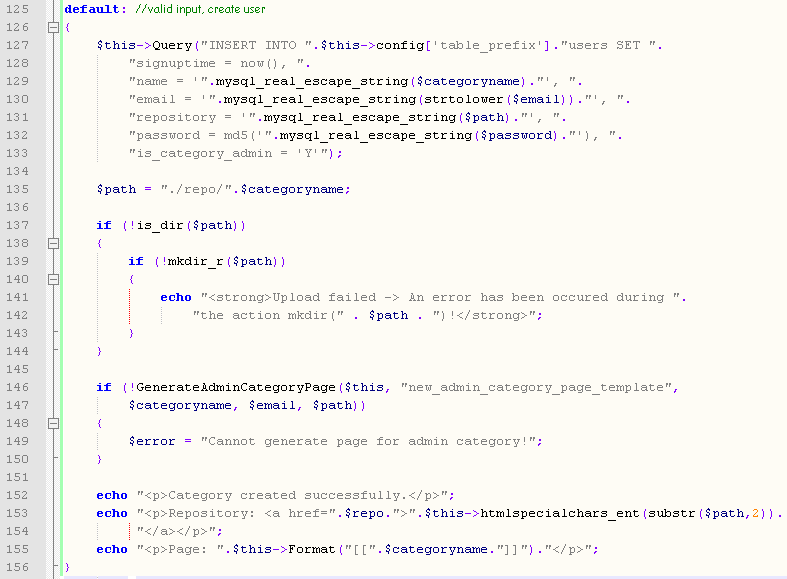 125 default: //valid input, create user
126 {
127 $this->Query("INSERT INTO ".$this->config['table_prefix']."users SET ".
128 "signuptime = now(), ".
129 "name = '".mysql_real_escape_string($categoryname)."', ".
130 "email = '".mysql_real_escape_string(strtolower($email))."', ".
131 "repository = '".mysql_real_escape_string($path)."', ".
132 "password = md5('".mysql_real_escape_string($password)."'), ".
133 "is_category_admin = 'Y'");
134
135 $path = "./repo/".$categoryname;
136
137 if (!is_dir($path))
138 {
139 if (!mkdir_r($path))
140 {
141 echo "<strong>Upload failed -> An error has been occured during ".
142 "the action mkdir(" . $path . ")!</strong>";
143 }
144 }
145
146 if (!GenerateAdminCategoryPage($this, "new_admin_category_page_template",
147 $categoryname, $email, $path))
148 {
149 $error = "Cannot generate page for admin category!";
150 }
151
152 echo "<p>Category created successfully.</p>";
153 echo "<p>Repository: <a href=".$repo.">".$this->htmlspecialchars_ent(substr($path,2)).
154 "</a></p>";
155 echo "<p>Page: ".$this->Format("[[".$categoryname."]]")."</p>";
156 }